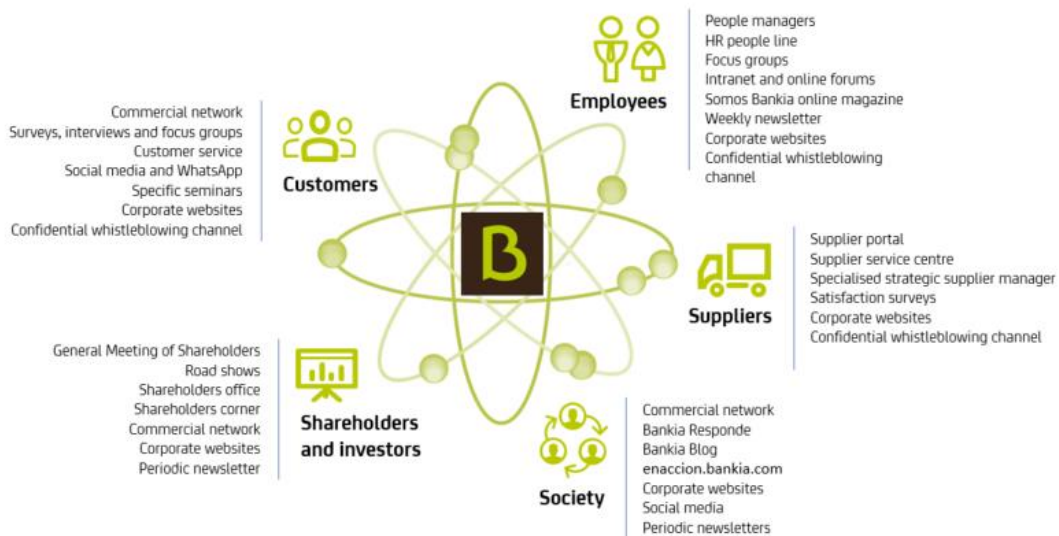 People managers
HR people line
Focus groups
Intranet and online forums
Somos Bankia online magazine
Weekly newsletter
Corporate websites
Confidential whistleblowing
channel
Employees
Commercial network
Surveys, interviews and focus groups
Customer service
Social media and WhatsApp
Specific seminars
Corporate websites
Confidential whistleblowing channel
Customers
B
Supplier portal
Supplier service centre
Specialised strategic supplier manager
Satisfaction surveys
Corporate websites
Confidential whistleblowing channel
Suppliers
General Meeting of Shareholders
Road shows
Shareholders office
Shareholders corner
Commercial network
Corporate websites
Periodic newsletter
Shareholders
and investors
Commercial network
Bankia Responde
Bankia Blog
enaccion.bankia.com
Corporate websites
Social media
Periodic newsletters
Society